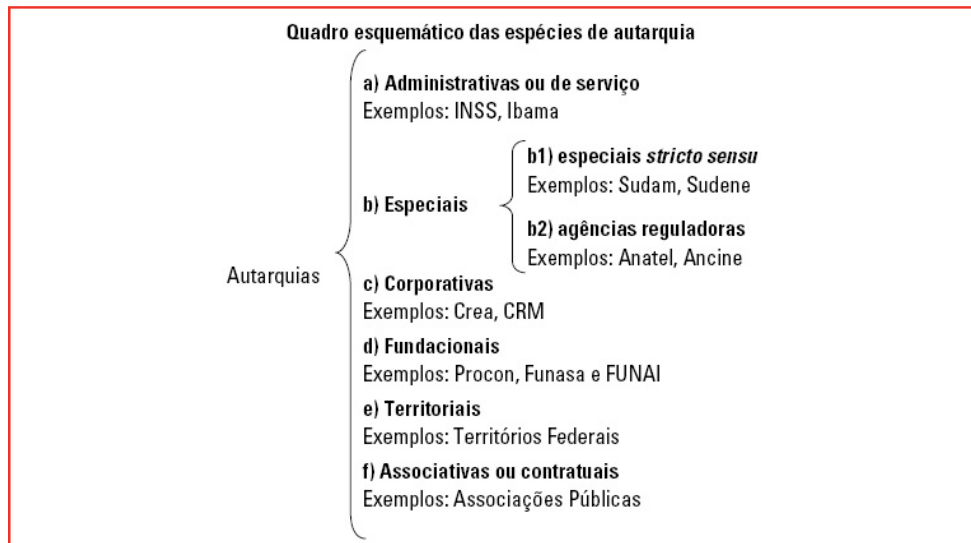 Quadro esquemático das espécies de autarquia
a) Administrativas ou de serviço
Exemplos: INSS, Ibama
b1) especiais stricto sensu
Exemplos: Sudam, Sudene
b) Especiais
b2) agências reguladoras
Exemplos: Anatel, Ancine
Autarquias
c) Corporativas
Exemplos: Crea, CRM
d) Fundacionais
Exemplos: Procon, Funasa e FUNAI
e) Territoriais
Exemplos: Territórios Federais
f) Associativas ou contratuais
Exemplos: Associações Públicas